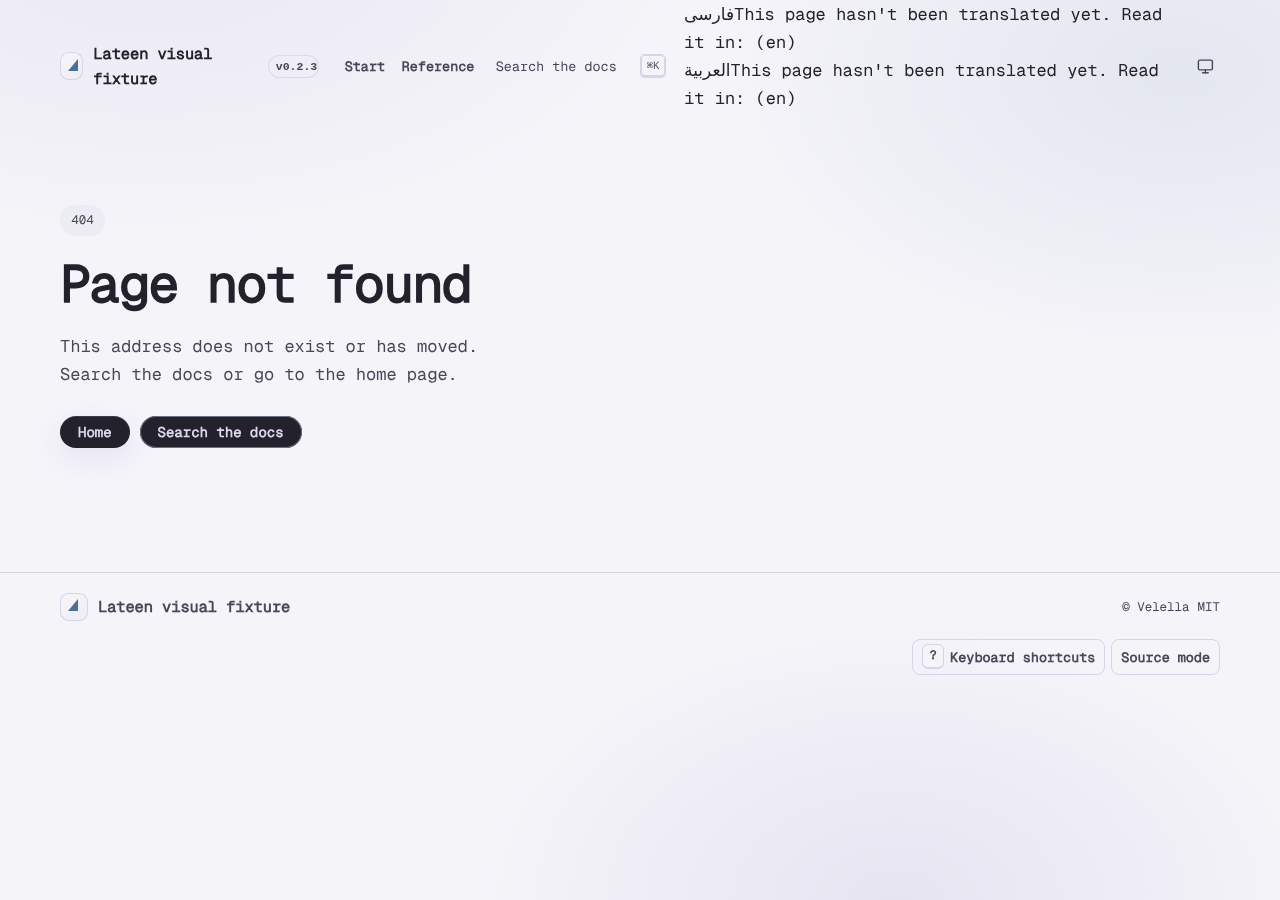 Lateen visual
fixture
v0.2.3
Start
Reference
Search the docs
⌘K
فارسیThis page hasn't been translated yet. Read
it in: (en)
العربيةThis page hasn't been translated yet. Read
it in: (en)
404
Page not found
This address does not exist or has moved.
Search the docs or go to the home page.
Home
Search the docs
Lateen visual fixture
© Velella MIT
? Keyboard shortcuts
Source mode